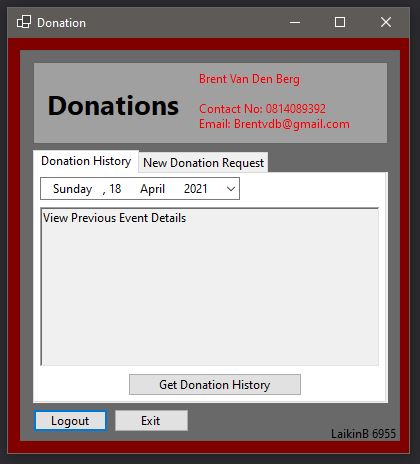 Donation
Donations
Brent Van Den Berg
Contact No: 0814089392
Email: Brentvdb@gmail.com
Donation History
New Donation Request
Sunday , 18 April 2021
View Previous Event Details
Get Donation History
Logout
Exit
LaikinB 6955